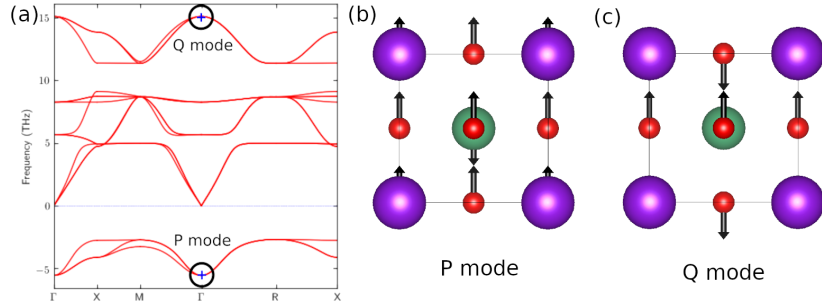 (a)
Frequency (THz)
15
10
5
0
−5
Q mode
P mode
Γ X M Γ R X
(b)
P mode
(c)
Q mode